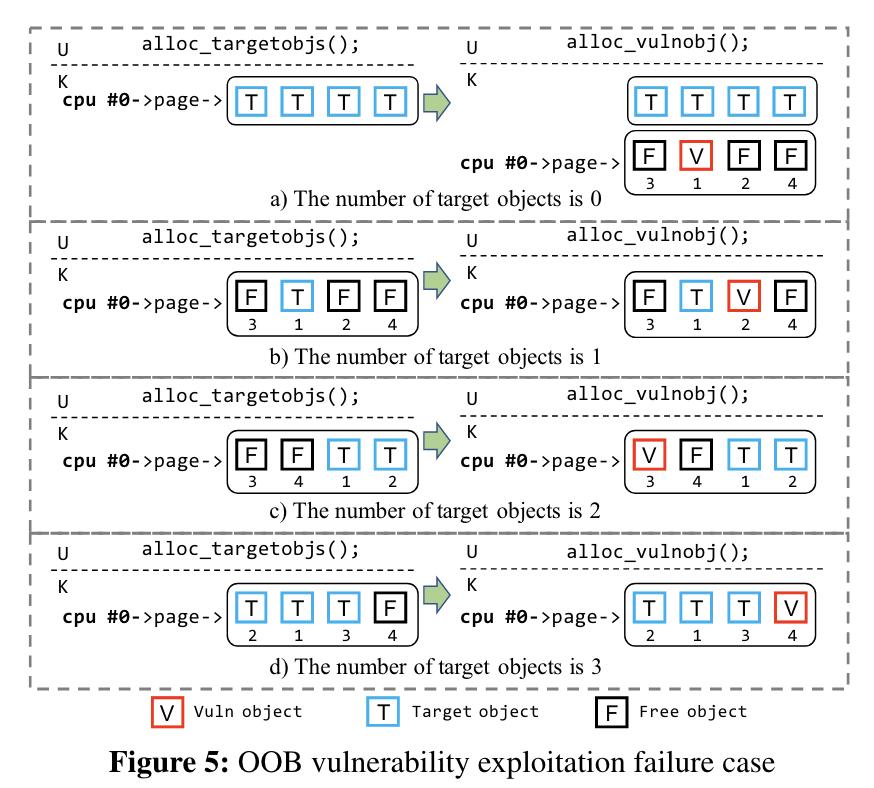 U alloc_targetobjs(); U alloc_vulnobj();
K K
cpu #0->page-> T T T T T T T T
cpu #0->page-> F V F F
3 1 2 4
a) The number of target objects is 0
U alloc_targetobjs(); U alloc_vulnobj();
K K
cpu #0->page-> F T F F cpu #0->page-> F T V F
3 1 2 4 3 1 2 4
b) The number of target objects is 1
U alloc_targetobjs(); U alloc_vulnobj();
K K
cpu #0->page-> F F T T cpu #0->page-> V F T T
3 4 1 2 3 4 1 2
c) The number of target objects is 2
U alloc_targetobjs(); U alloc_vulnobj();
K K
cpu #0->page-> T T T F cpu #0->page-> T T T V
2 1 3 4 2 1 3 4
d) The number of target objects is 3
V Vuln object T Target object F Free object
Figure 5: OOB vulnerability exploitation failure case